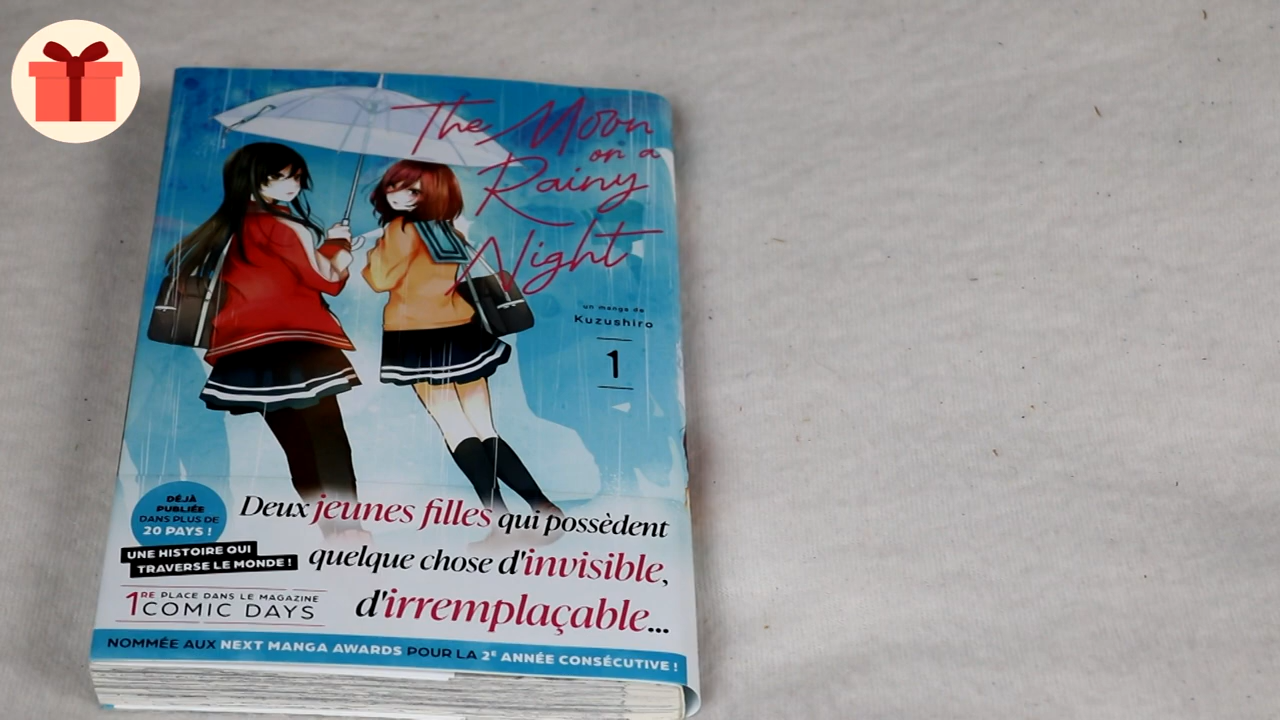 The Moon
on a
Rainy
Night
un manga de
Kuzushiro
1
DÉJÀ
PUBLIÉE
DANS PLUS DE
20 PAYS !
UNE HISTOIRE QUI
TRAVERSE LE MONDE !
1RE PLACE DANS LE MAGAZINE
COMIC DAYS
Deux jeunes filles qui possèdent
quelque chose d'invisible,
d'irremplaçable...
NOMMÉE AUX NEXT MANGA AWARDS POUR LA 2E ANNÉE CONSÉCUTIVE !